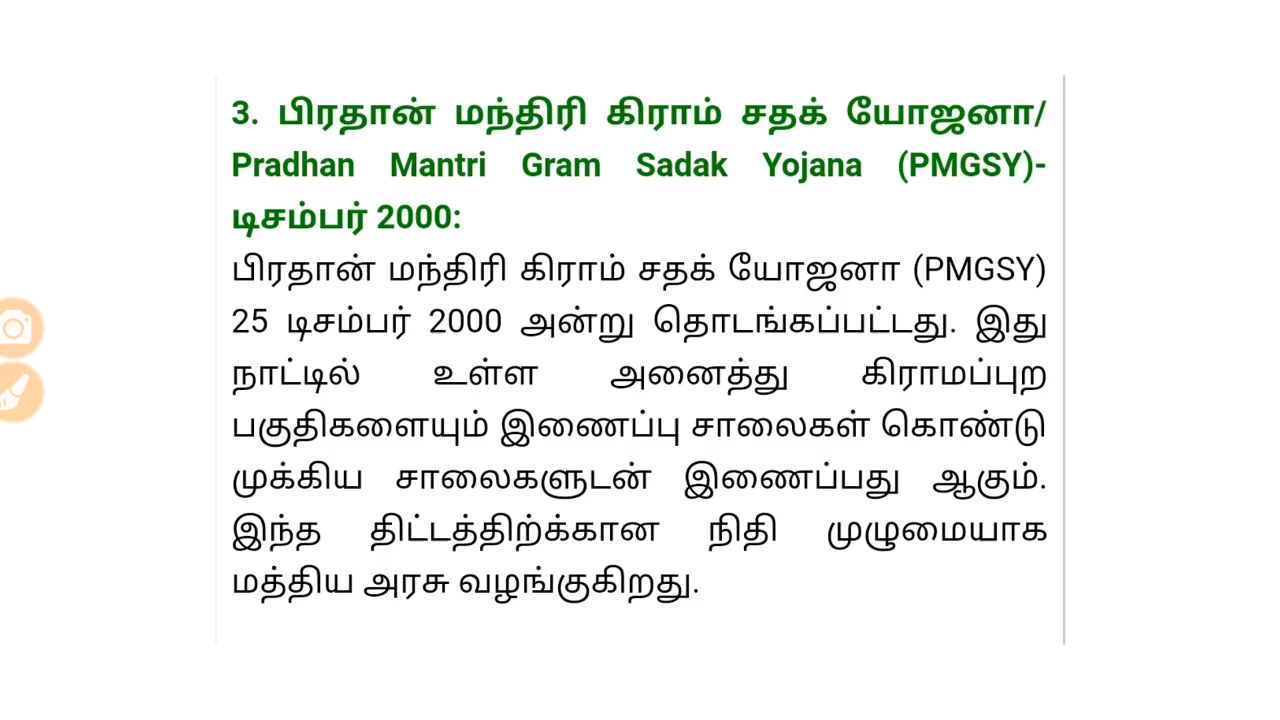 3. பிரதான் மந்திரி கிராம் சதக் யோஜனா/
Pradhan Mantri Gram Sadak Yojana (PMGSY)-
டிசம்பர் 2000:
பிரதான் மந்திரி கிராம் சதக் யோஜனா (PMGSY)
25 டிசம்பர் 2000 அன்று தொடங்கப்பட்டது. இது
நாட்டில் உள்ள அனைத்து கிராமப்புற
பகுதிகளையும் இணைப்பு சாலைகள் கொண்டு
முக்கிய சாலைகளுடன் இணைப்பது ஆகும்.
இந்த திட்டத்திற்க்கான நிதி முழுமையாக
மத்திய அரசு வழங்குகிறது.